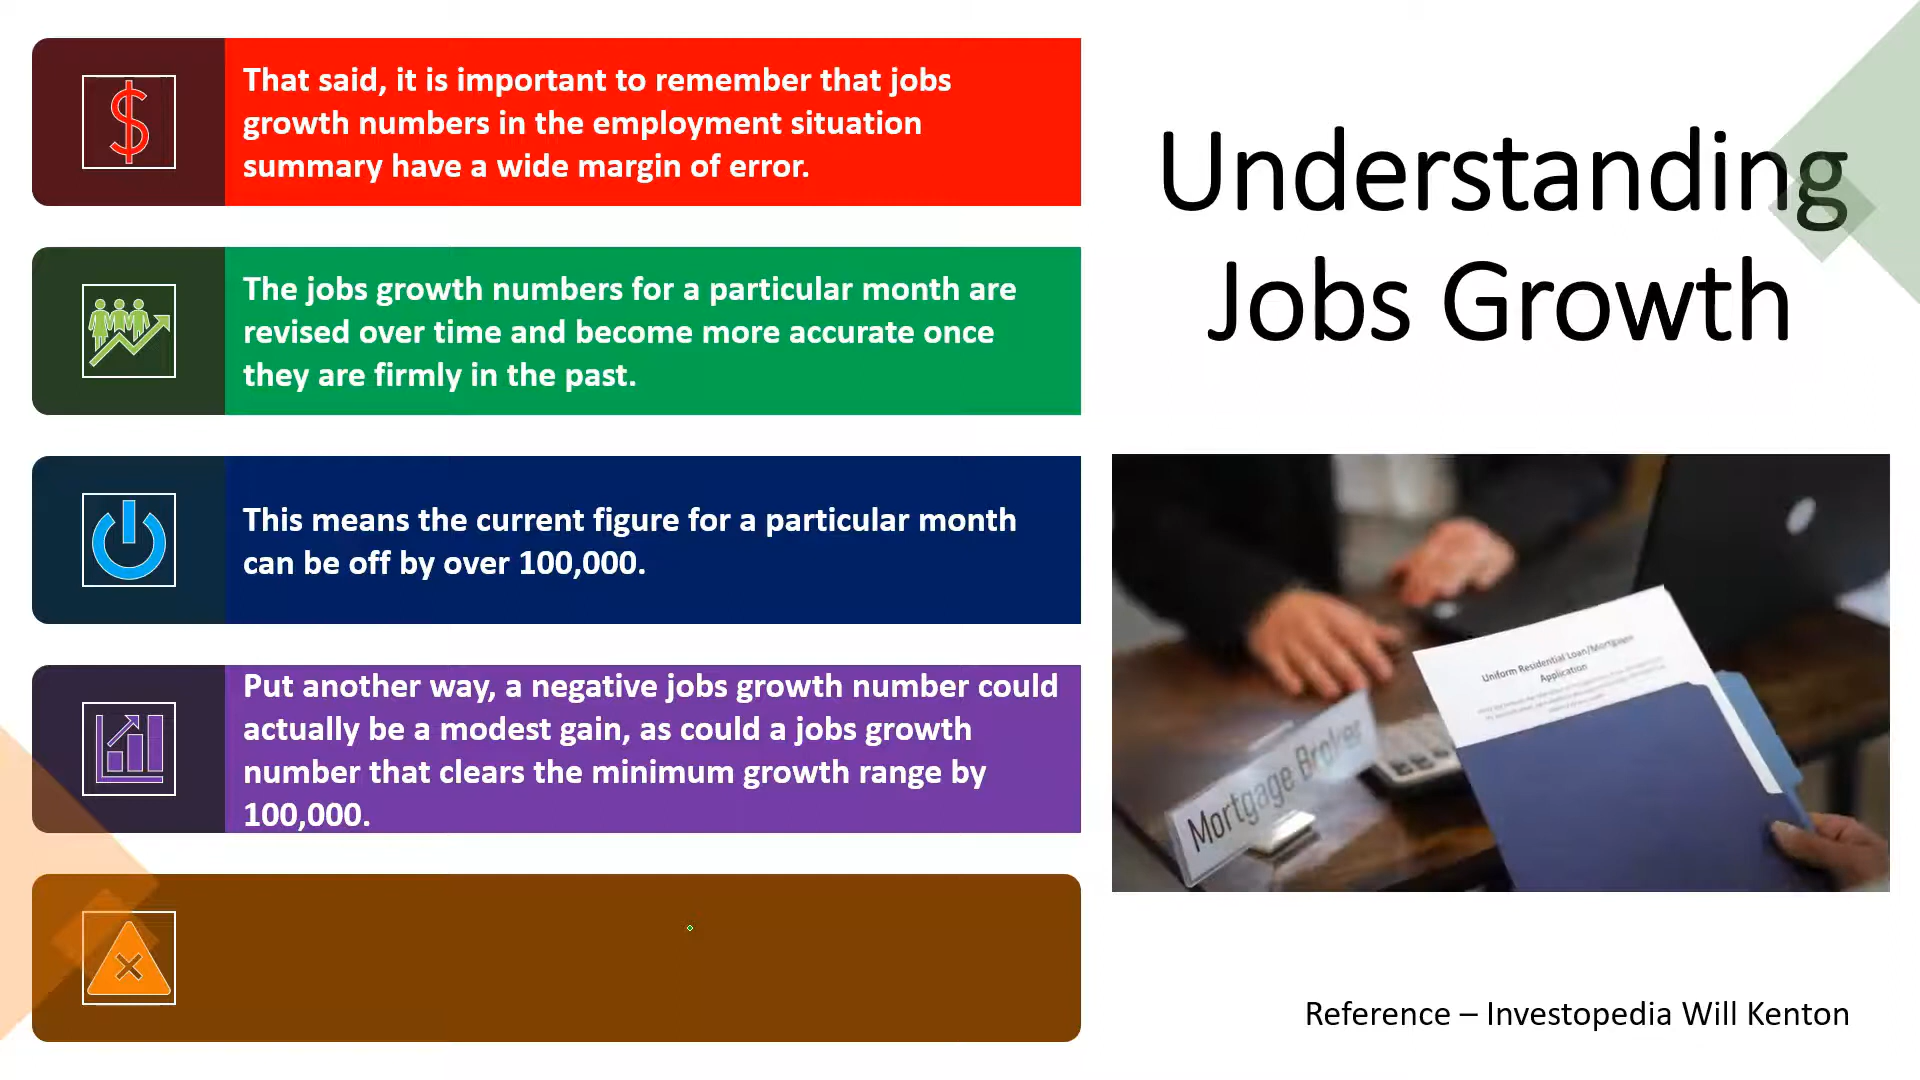 That said, it is important to remember that jobs
growth numbers in the employment situation
summary have a wide margin of error.
The jobs growth numbers for a particular month are
revised over time and become more accurate once
they are firmly in the past.
This means the current figure for a particular month
can be off by over 100,000.
Put another way, a negative jobs growth number could
actually be a modest gain, as could a jobs growth
number that clears the minimum growth range by
100,000.
Understanding
Jobs Growth
Uniform Residential Loan/Mortgage
Application
Mortgage Broker
Reference – Investopedia Will Kenton